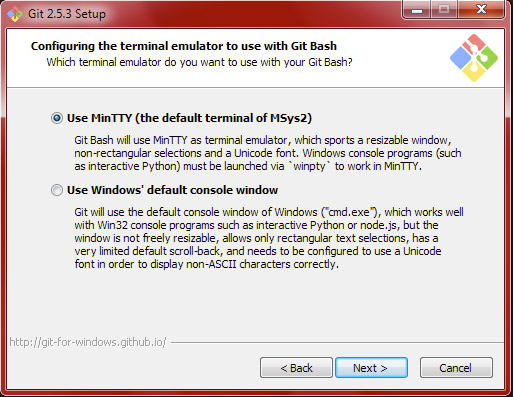 Git 2.5.3 Setup
Configuring the terminal emulator to use with Git Bash
Which terminal emulator do you want to use with your Git Bash?
Use MinTTY (the default terminal of MSys2)
Git Bash will use MinTTY as terminal emulator, which sports a resizable window,
non-rectangular selections and a Unicode font. Windows console programs (such
as interactive Python) must be launched via `winpty` to work in MinTTY.
Use Windows' default console window
Git will use the default console window of Windows ("cmd.exe"), which works well
with Win32 console programs such as interactive Python or node.js, but the
window is not freely resizable, allows only rectangular text selections, has a
very limited default scroll-back, and needs to be configured to use a Unicode
font in order to display non-ASCII characters correctly.
http://git-for-windows.github.io/
< Back
Next >
Cancel